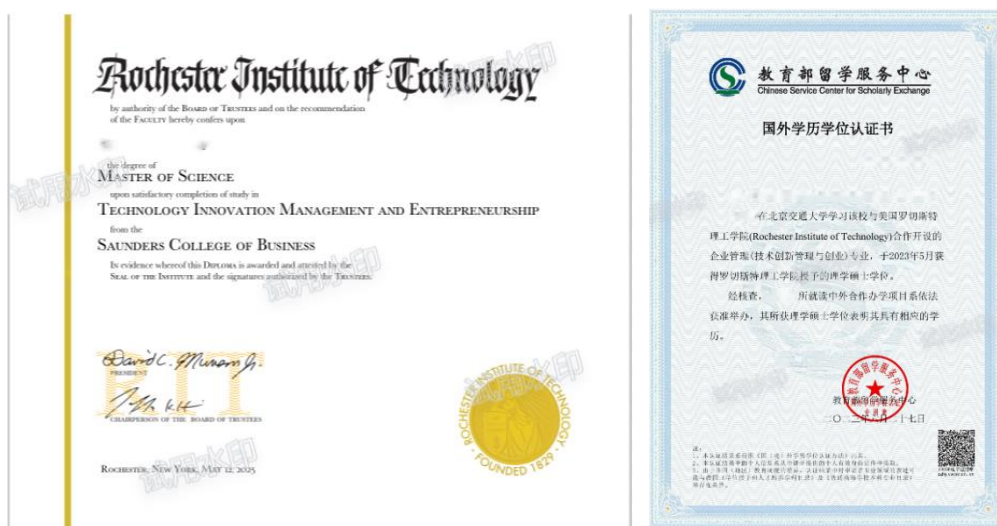 Rochester Institute of Technology
by authority of the Board of Trustees and on the recommendation
of the Faculty hereby confers upon
the degree of
Master of Science
upon satisfactory completion of study in
Technology Innovation Management and Entrepreneurship
from the
Saunders College of Business
In evidence whereof this Diploma is awarded and attested by the
Seal of the Institute and the signatures authorized by the Trustees.
RIT
President
Chairperson of the Board of Trustees
Rochester Institute of Technology
Founded 1829
Rochester, New York, May 12, 2023
试用水印
教育部留学服务中心
Chinese Service Center for Scholarly Exchange
国外学历学位认证书
在北京交通大学学习该校与美国罗切斯特
理工学院(Rochester Institute of Technology)合作开设的
企业管理(技术创新管理与创业)专业，于2023年5月获
得罗切斯特理工学院授予的理学硕士学位。
经核查，所就读中外合作办学项目系依法
获准举办，其所获理学硕士学位表明其具有相应的学
历。
教育部留学服务中心